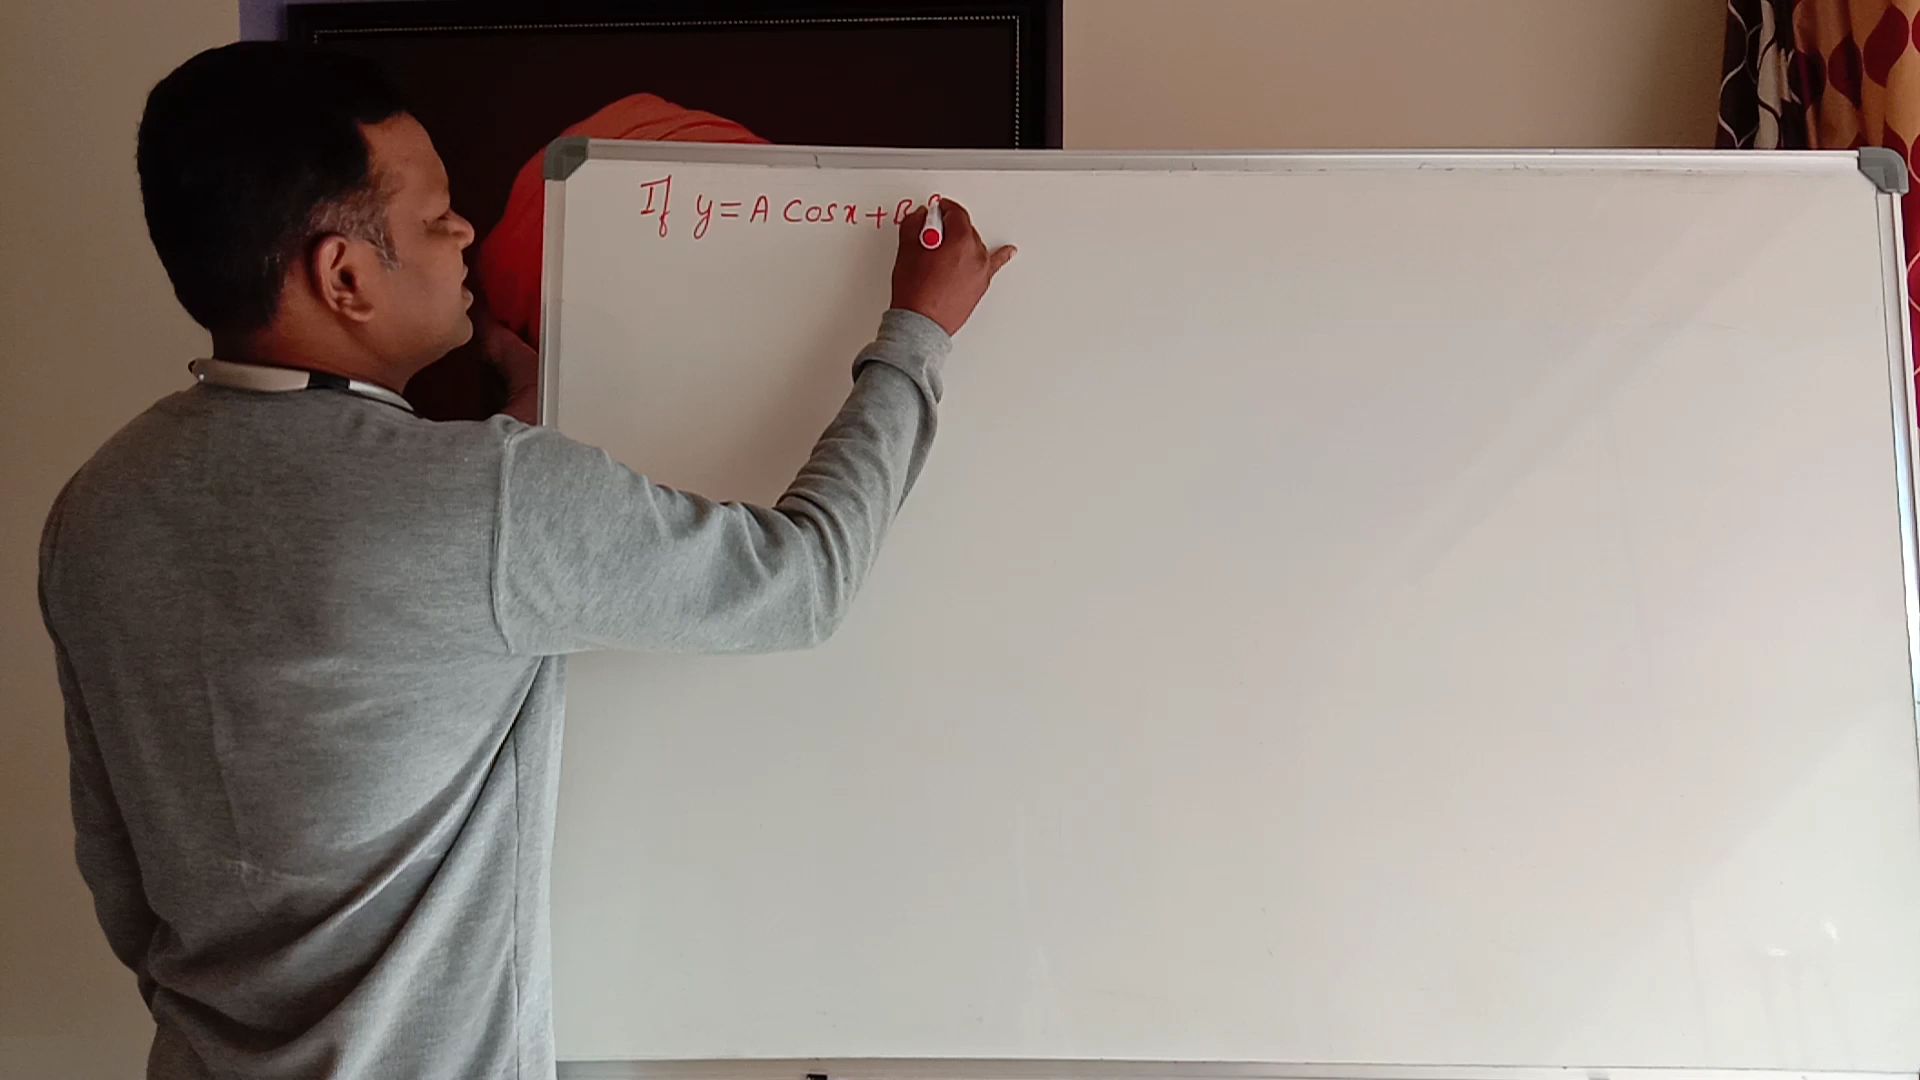 If y = A Cos x + B